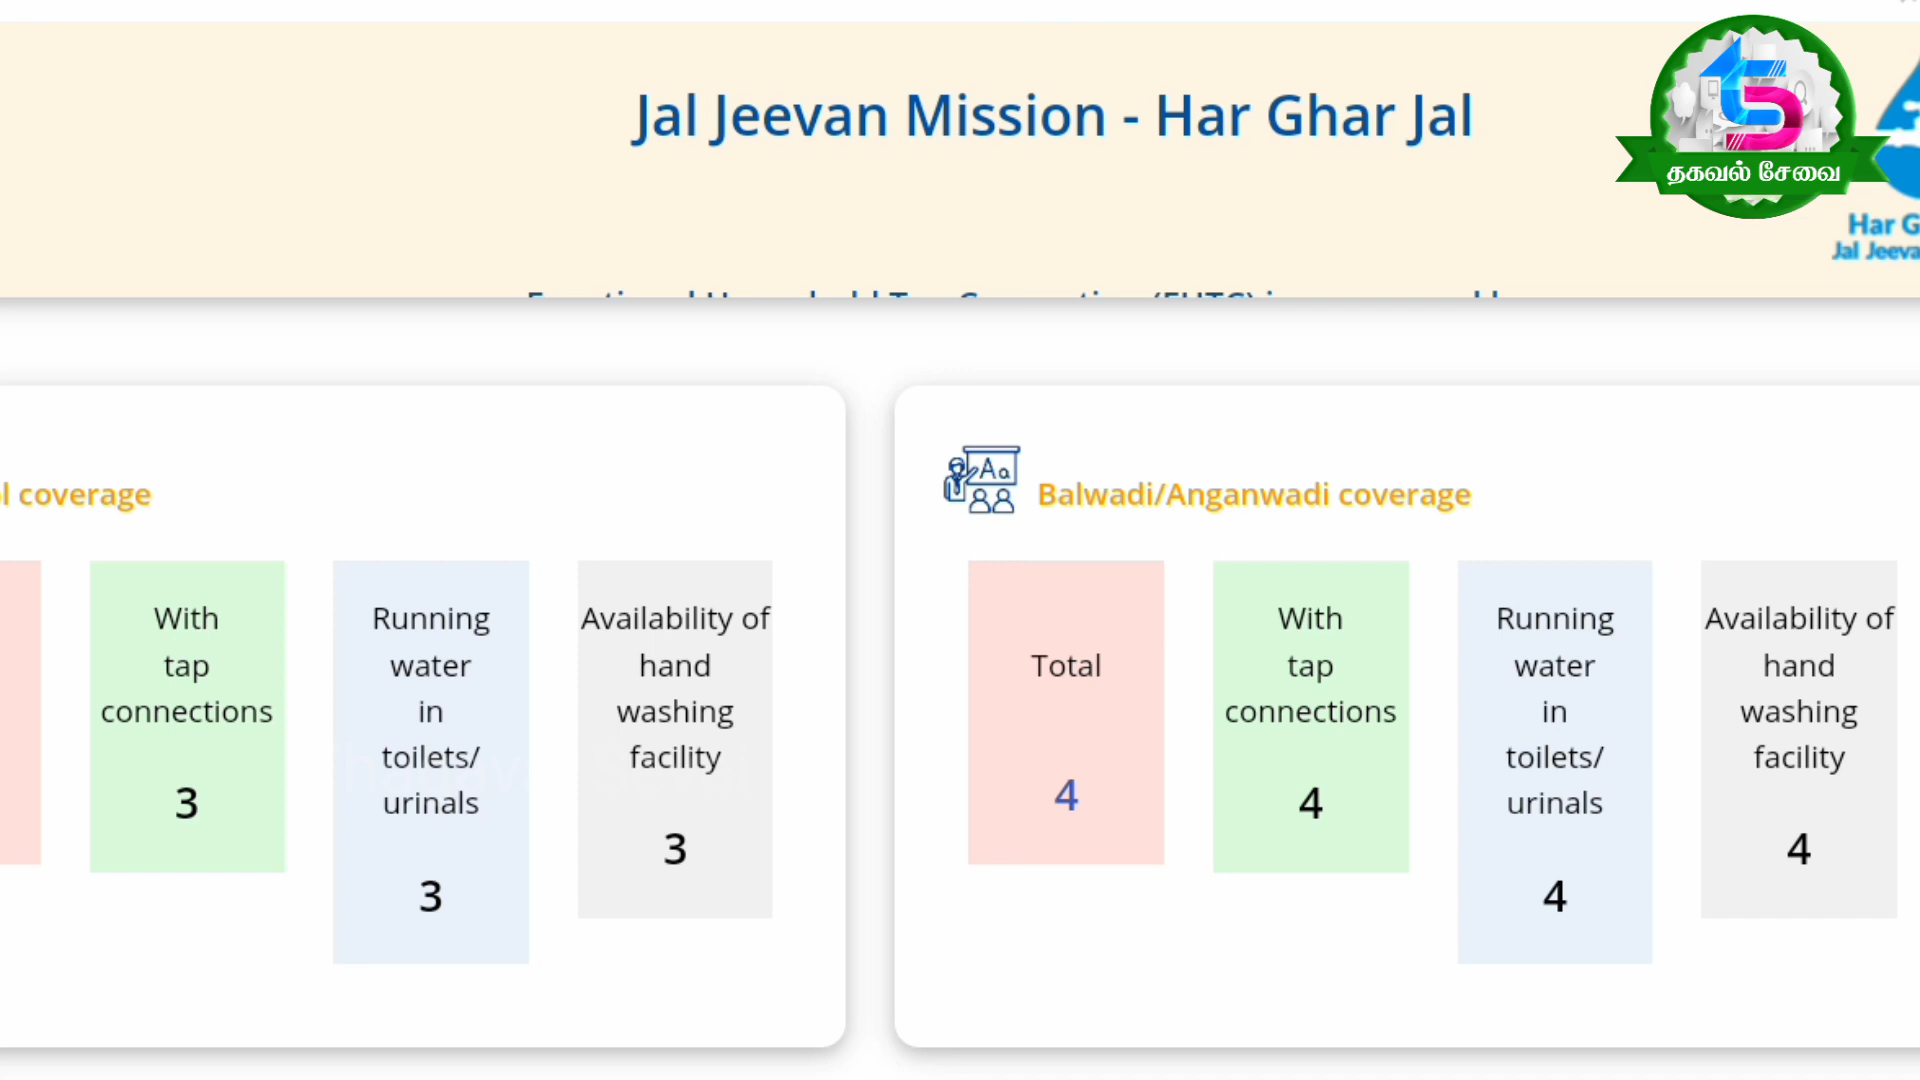 Jal Jeevan Mission - Har Ghar Jal
தகவல் சேவை
Har G
Jal Jeeva
l coverage
With
tap
connections
3
Running
water
in
toilets/
urinals
3
Availability of
hand
washing
facility
3
Aa
Balwadi/Anganwadi coverage
Total
4
With
tap
connections
4
Running
water
in
toilets/
urinals
4
Availability of
hand
washing
facility
4